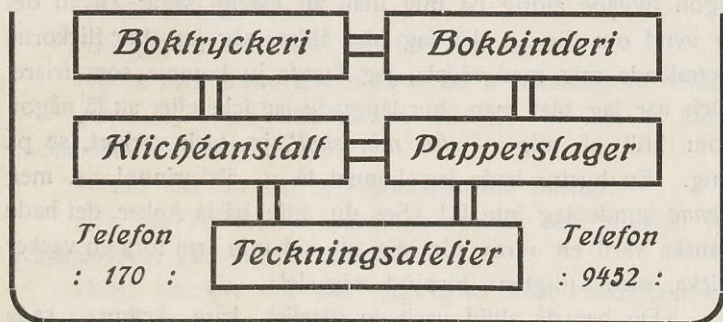 Boktryckeri Bokbinderi
Klichéanstalt Papperslager
Teckningsatelier
Telefon
: 170 :
Telefon
: 9452 :